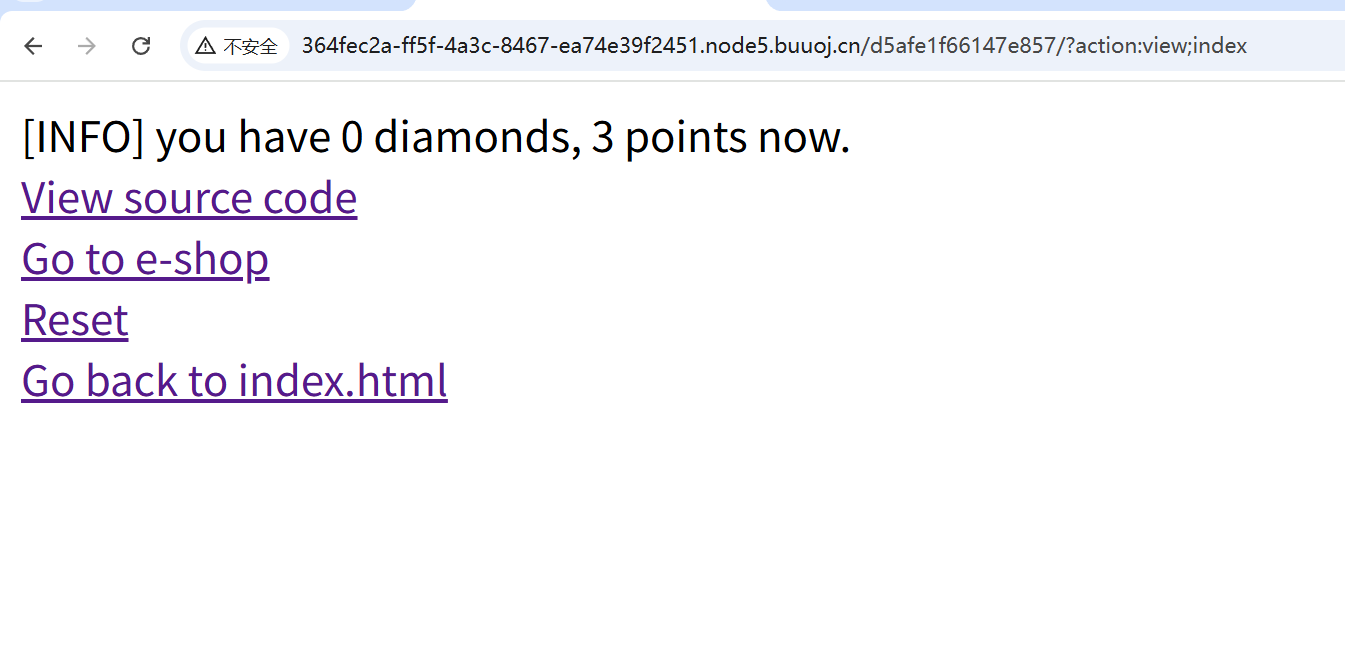 不安全 364fec2a-ff5f-4a3c-8467-ea74e39f2451.node5.buuoj.cn/d5afe1f66147e857/?action:view;index
[INFO] you have 0 diamonds, 3 points now.
View source code
Go to e-shop
Reset
Go back to index.html